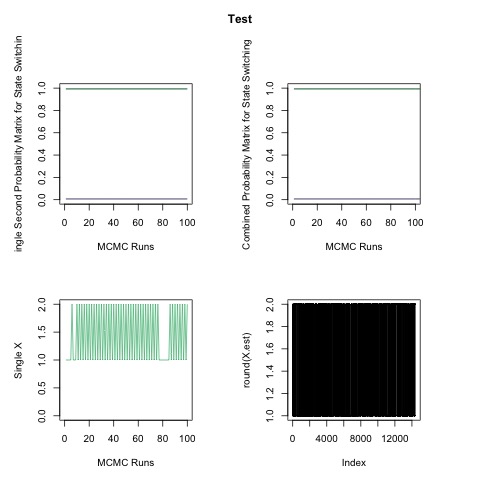 Test
ingle Second Probability Matrix for State Switchin
1.0
0.8
0.6
0.4
0.2
0.0
0 20 40 60 80 100
MCMC Runs
Combined Probability Matrix for State Switching
1.0
0.8
0.6
0.4
0.2
0.0
0 20 40 60 80 100
MCMC Runs
Single X
2.0
1.5
1.0
0.5
0.0
0 20 40 60 80 100
MCMC Runs
round(X.est)
2.0
1.8
1.6
1.4
1.2
1.0
0 4000 8000 12000
Index